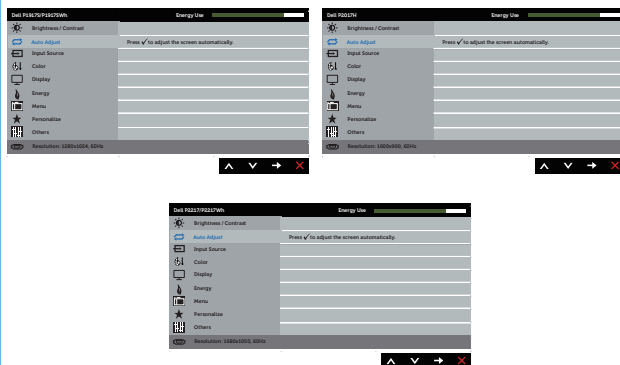 Dell P1917S/P1917SWh Energy Use
Brightness / Contrast
Auto Adjust Press ✓ to adjust the screen automatically.
Input Source
Color
Display
Energy
Menu
Personalize
Others
Resolution: 1280x1024, 60Hz
Dell P2017H Energy Use
Brightness / Contrast
Auto Adjust Press ✓ to adjust the screen automatically.
Input Source
Color
Display
Energy
Menu
Personalize
Others
Resolution: 1600x900, 60Hz
Dell P2217/P2217Wh Energy Use
Brightness / Contrast
Auto Adjust Press ✓ to adjust the screen automatically.
Input Source
Color
Display
Energy
Menu
Personalize
Others
Resolution: 1680x1050, 60Hz